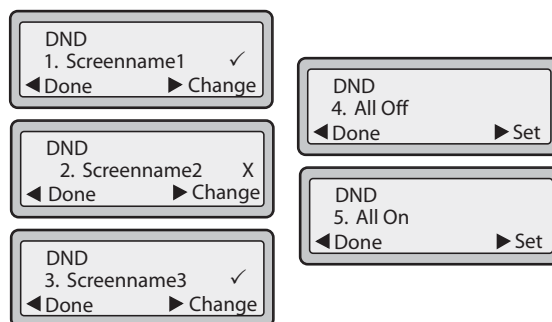 DND
1. Screenname1 ✓
◀ Done ▶ Change
DND
2. Screenname2 X
◀ Done ▶ Change
DND
3. Screenname3 ✓
◀ Done ▶ Change
DND
4. All Off
◀ Done ▶ Set
DND
5. All On
◀ Done ▶ Set